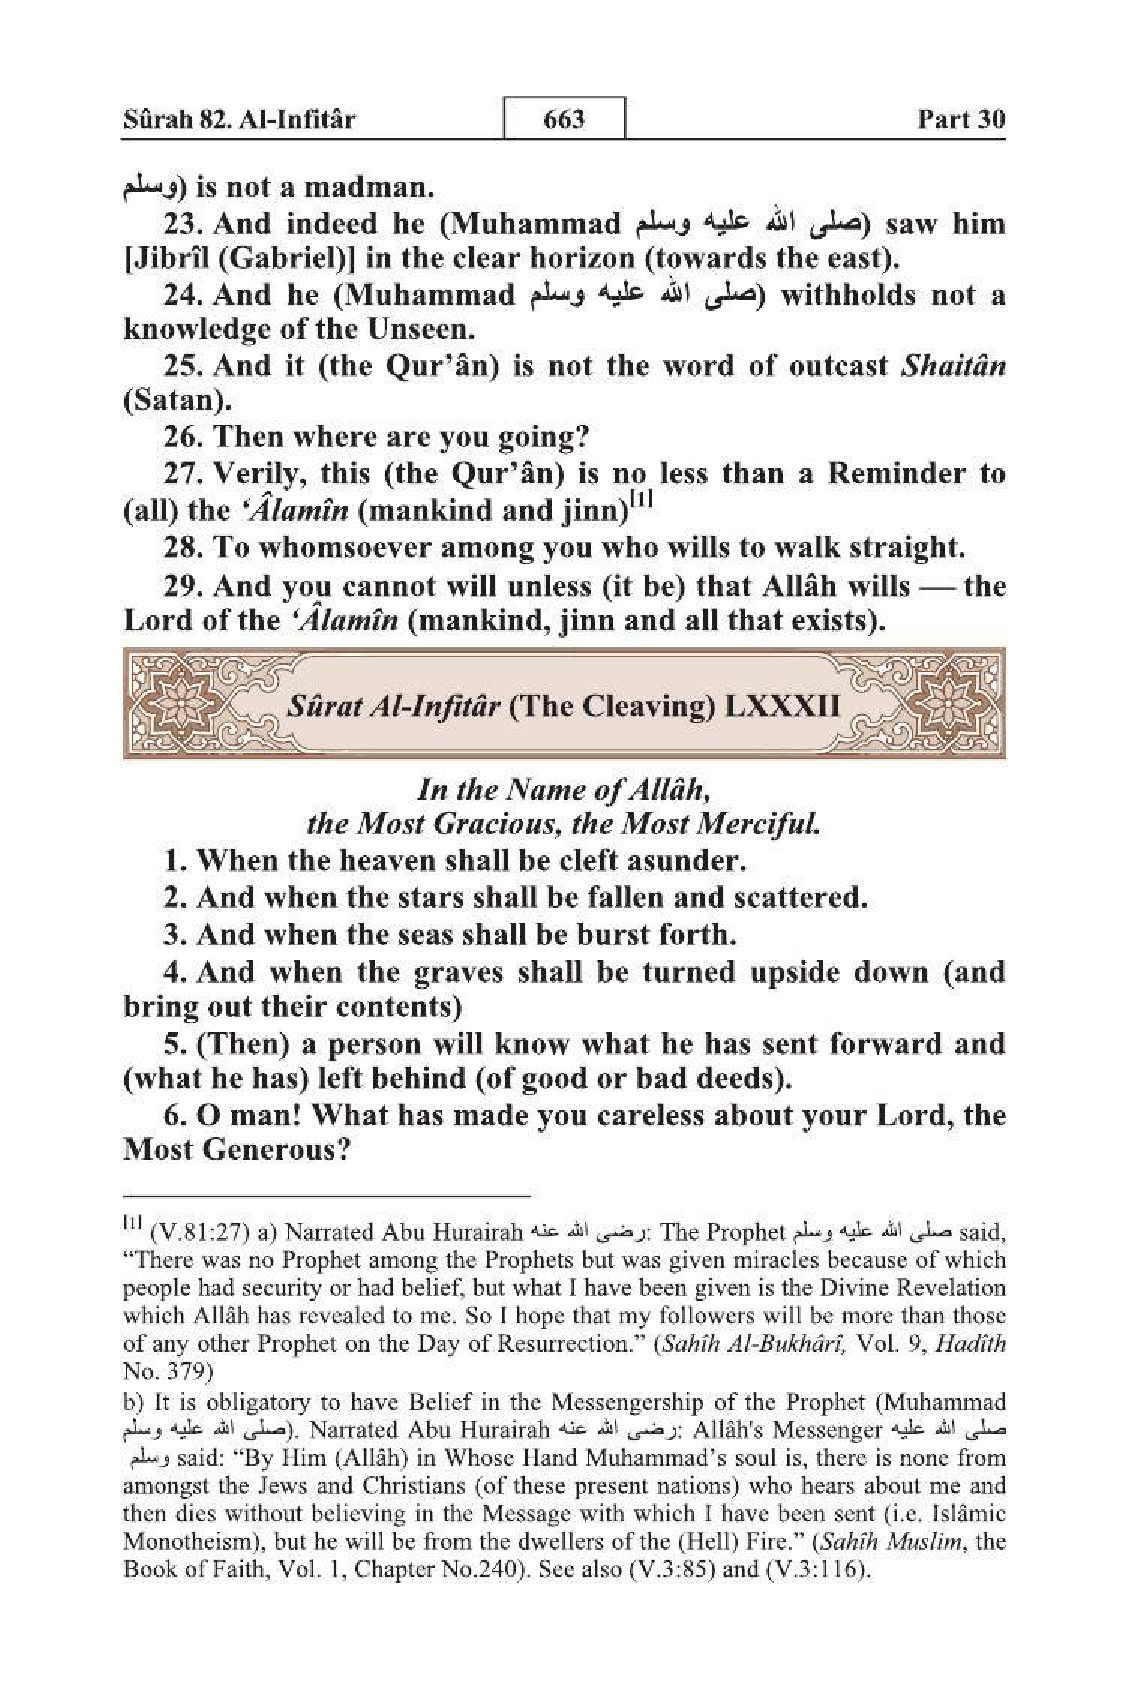 Sûrah 82. Al-Infitâr 663 Part 30
وسلم) is not a madman.
23. And indeed he (Muhammad صلى الله عليه وسلم) saw him
[Jibrîl (Gabriel)] in the clear horizon (towards the east).
24. And he (Muhammad صلى الله عليه وسلم) withholds not a
knowledge of the Unseen.
25. And it (the Qur’ân) is not the word of outcast Shaitân
(Satan).
26. Then where are you going?
27. Verily, this (the Qur’ân) is no less than a Reminder to
(all) the ‘Âlamîn (mankind and jinn)[1]
28. To whomsoever among you who wills to walk straight.
29. And you cannot will unless (it be) that Allâh wills — the
Lord of the ‘Âlamîn (mankind, jinn and all that exists).
Sûrat Al-Infitâr (The Cleaving) LXXXII
In the Name of Allâh,
the Most Gracious, the Most Merciful.
1. When the heaven shall be cleft asunder.
2. And when the stars shall be fallen and scattered.
3. And when the seas shall be burst forth.
4. And when the graves shall be turned upside down (and
bring out their contents)
5. (Then) a person will know what he has sent forward and
(what he has) left behind (of good or bad deeds).
6. O man! What has made you careless about your Lord, the
Most Generous?
[1] (V.81:27) a) Narrated Abu Hurairah رضى الله عنه: The Prophet صلى الله عليه وسلم said,
“There was no Prophet among the Prophets but was given miracles because of which
people had security or had belief, but what I have been given is the Divine Revelation
which Allâh has revealed to me. So I hope that my followers will be more than those
of any other Prophet on the Day of Resurrection.” (Sahîh Al-Bukhârî, Vol. 9, Hadîth
No. 379)
b) It is obligatory to have Belief in the Messengership of the Prophet (Muhammad
صلى الله عليه وسلم). Narrated Abu Hurairah رضى الله عنه: Allâh's Messenger صلى الله عليه
وسلم said: “By Him (Allâh) in Whose Hand Muhammad’s soul is, there is none from
amongst the Jews and Christians (of these present nations) who hears about me and
then dies without believing in the Message with which I have been sent (i.e. Islâmic
Monotheism), but he will be from the dwellers of the (Hell) Fire.” (Sahîh Muslim, the
Book of Faith, Vol. 1, Chapter No.240). See also (V.3:85) and (V.3:116).